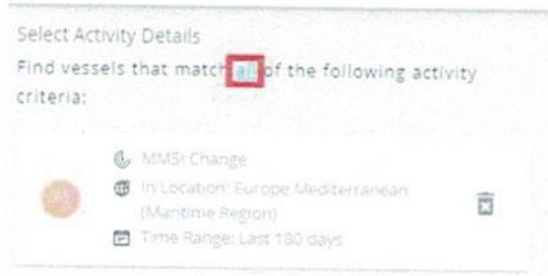 Select Activity Details
Find vessels that match all of the following activity
criteria:
MMSI Change
In Location: Europe Mediterranean
(Maritime Region)
Time Range: Last 180 days